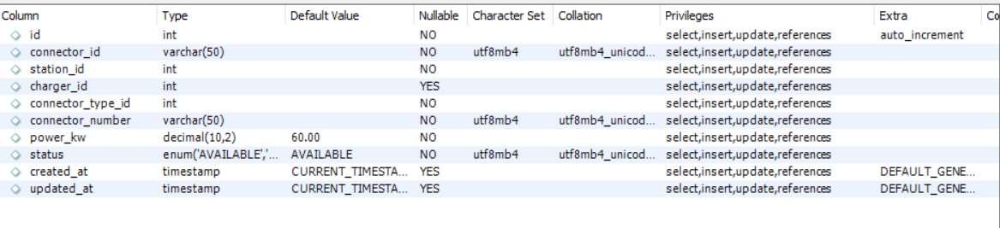 Column Type Default Value Nullable Character Set Collation Privileges Extra Co
id int NO select,insert,update,references auto_increment
connector_id varchar(50) NO utf8mb4 utf8mb4_unicod... select,insert,update,references
station_id int NO select,insert,update,references
charger_id int YES select,insert,update,references
connector_type_id int NO select,insert,update,references
connector_number varchar(50) NO utf8mb4 utf8mb4_unicod... select,insert,update,references
power_kw decimal(10,2) 60.00 NO select,insert,update,references
status enum('AVAILABLE','... AVAILABLE NO utf8mb4 utf8mb4_unicod... select,insert,update,references
created_at timestamp CURRENT_TIMESTA... YES select,insert,update,references DEFAULT_GENE...
updated_at timestamp CURRENT_TIMESTA... YES select,insert,update,references DEFAULT_GENE...